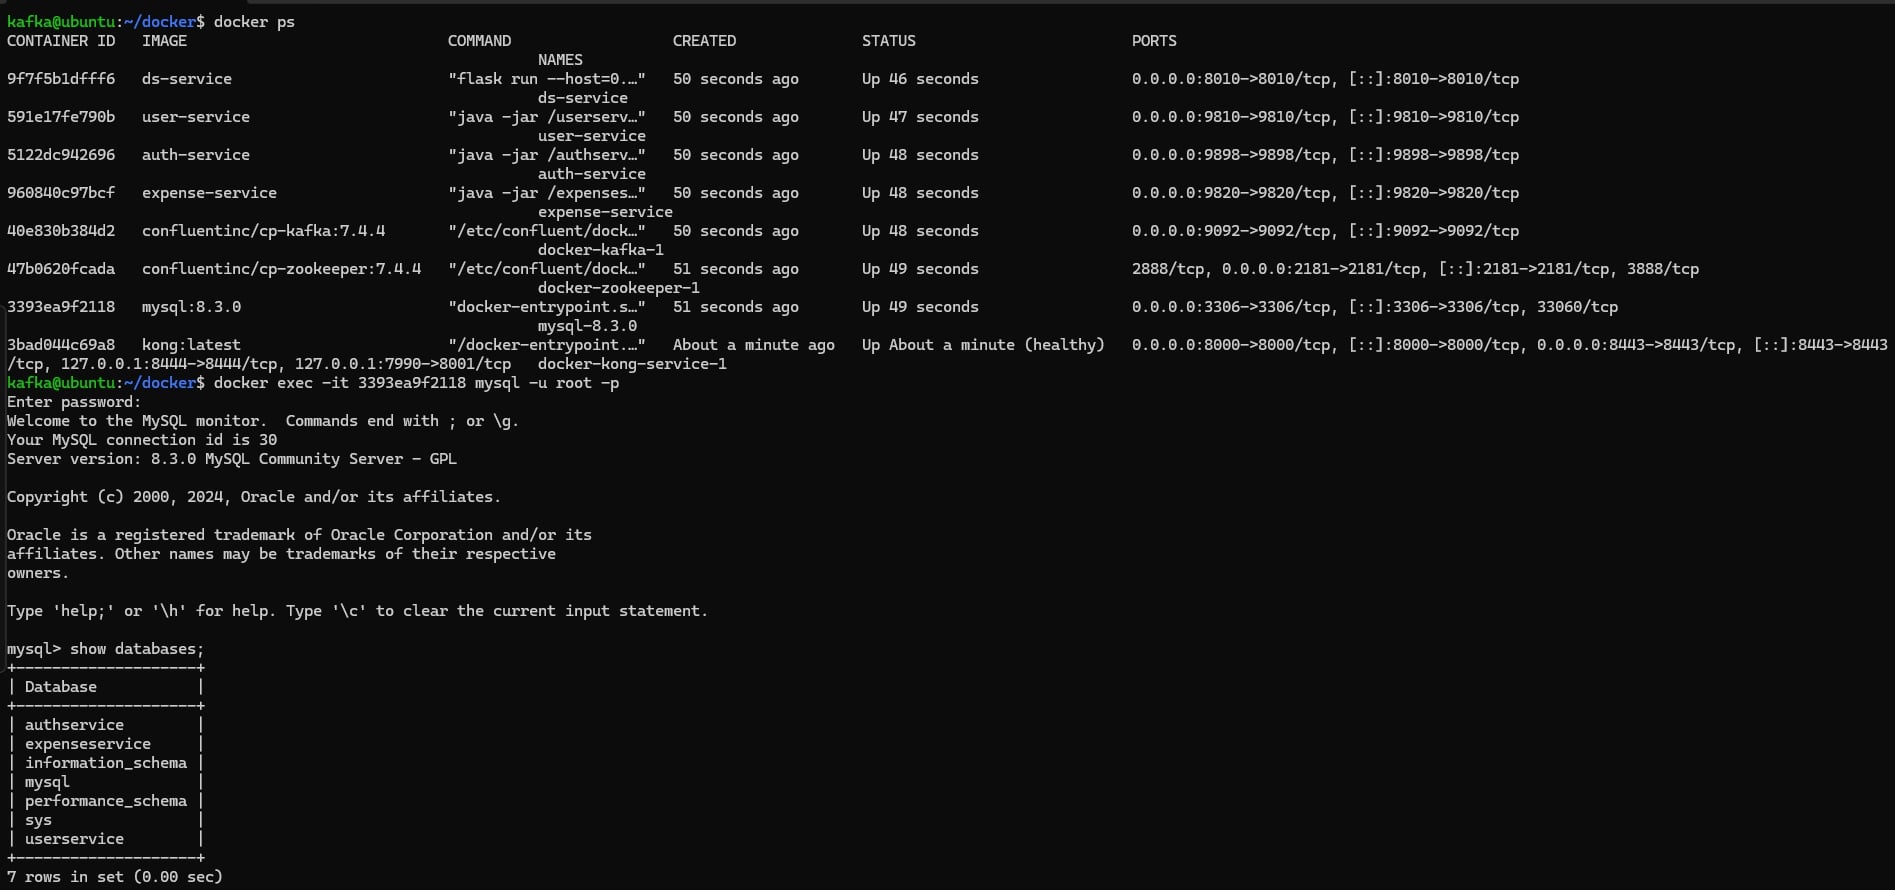 kafka@ubuntu:~/docker$ docker ps
CONTAINER ID   IMAGE                             COMMAND                  CREATED              STATUS                        PORTS
                                                           NAMES
9f7f5b1dfff6   ds-service                        "flask run --host=0.…"   50 seconds ago       Up 46 seconds                 0.0.0.0:8010->8010/tcp, [::]:8010->8010/tcp
                                                           ds-service
591e17fe790b   user-service                      "java -jar /userserv…"   50 seconds ago       Up 47 seconds                 0.0.0.0:9810->9810/tcp, [::]:9810->9810/tcp
                                                           user-service
5122dc942696   auth-service                      "java -jar /authserv…"   50 seconds ago       Up 48 seconds                 0.0.0.0:9898->9898/tcp, [::]:9898->9898/tcp
                                                           auth-service
960840c97bcf   expense-service                   "java -jar /expenses…"   50 seconds ago       Up 48 seconds                 0.0.0.0:9820->9820/tcp, [::]:9820->9820/tcp
                                                           expense-service
40e830b384d2   confluentinc/cp-kafka:7.4.4       "/etc/confluent/dock…"   50 seconds ago       Up 48 seconds                 0.0.0.0:9092->9092/tcp, [::]:9092->9092/tcp
                                                           docker-kafka-1
47b0620fcada   confluentinc/cp-zookeeper:7.4.4   "/etc/confluent/dock…"   51 seconds ago       Up 49 seconds                 2888/tcp, 0.0.0.0:2181->2181/tcp, [::]:2181->2181/tcp, 3888/tcp
                                                           docker-zookeeper-1
3393ea9f2118   mysql:8.3.0                       "docker-entrypoint.s…"   51 seconds ago       Up 49 seconds                 0.0.0.0:3306->3306/tcp, [::]:3306->3306/tcp, 33060/tcp
                                                           mysql-8.3.0
3bad044c69a8   kong:latest                       "/docker-entrypoint.…"   About a minute ago   Up About a minute (healthy)   0.0.0.0:8000->8000/tcp, [::]:8000->8000/tcp, 0.0.0.0:8443->8443/tcp, [::]:8443->8443
/tcp, 127.0.0.1:8444->8444/tcp, 127.0.0.1:7990->8001/tcp   docker-kong-service-1
kafka@ubuntu:~/docker$ docker exec -it 3393ea9f2118 mysql -u root -p
Enter password:
Welcome to the MySQL monitor.  Commands end with ; or \g.
Your MySQL connection id is 30
Server version: 8.3.0 MySQL Community Server - GPL

Copyright (c) 2000, 2024, Oracle and/or its affiliates.

Oracle is a registered trademark of Oracle Corporation and/or its
affiliates. Other names may be trademarks of their respective
owners.

Type 'help;' or '\h' for help. Type '\c' to clear the current input statement.

mysql> show databases;
+--------------------+
| Database           |
+--------------------+
| authservice        |
| expenseservice     |
| information_schema |
| mysql              |
| performance_schema |
| sys                |
| userservice        |
+--------------------+
7 rows in set (0.00 sec)